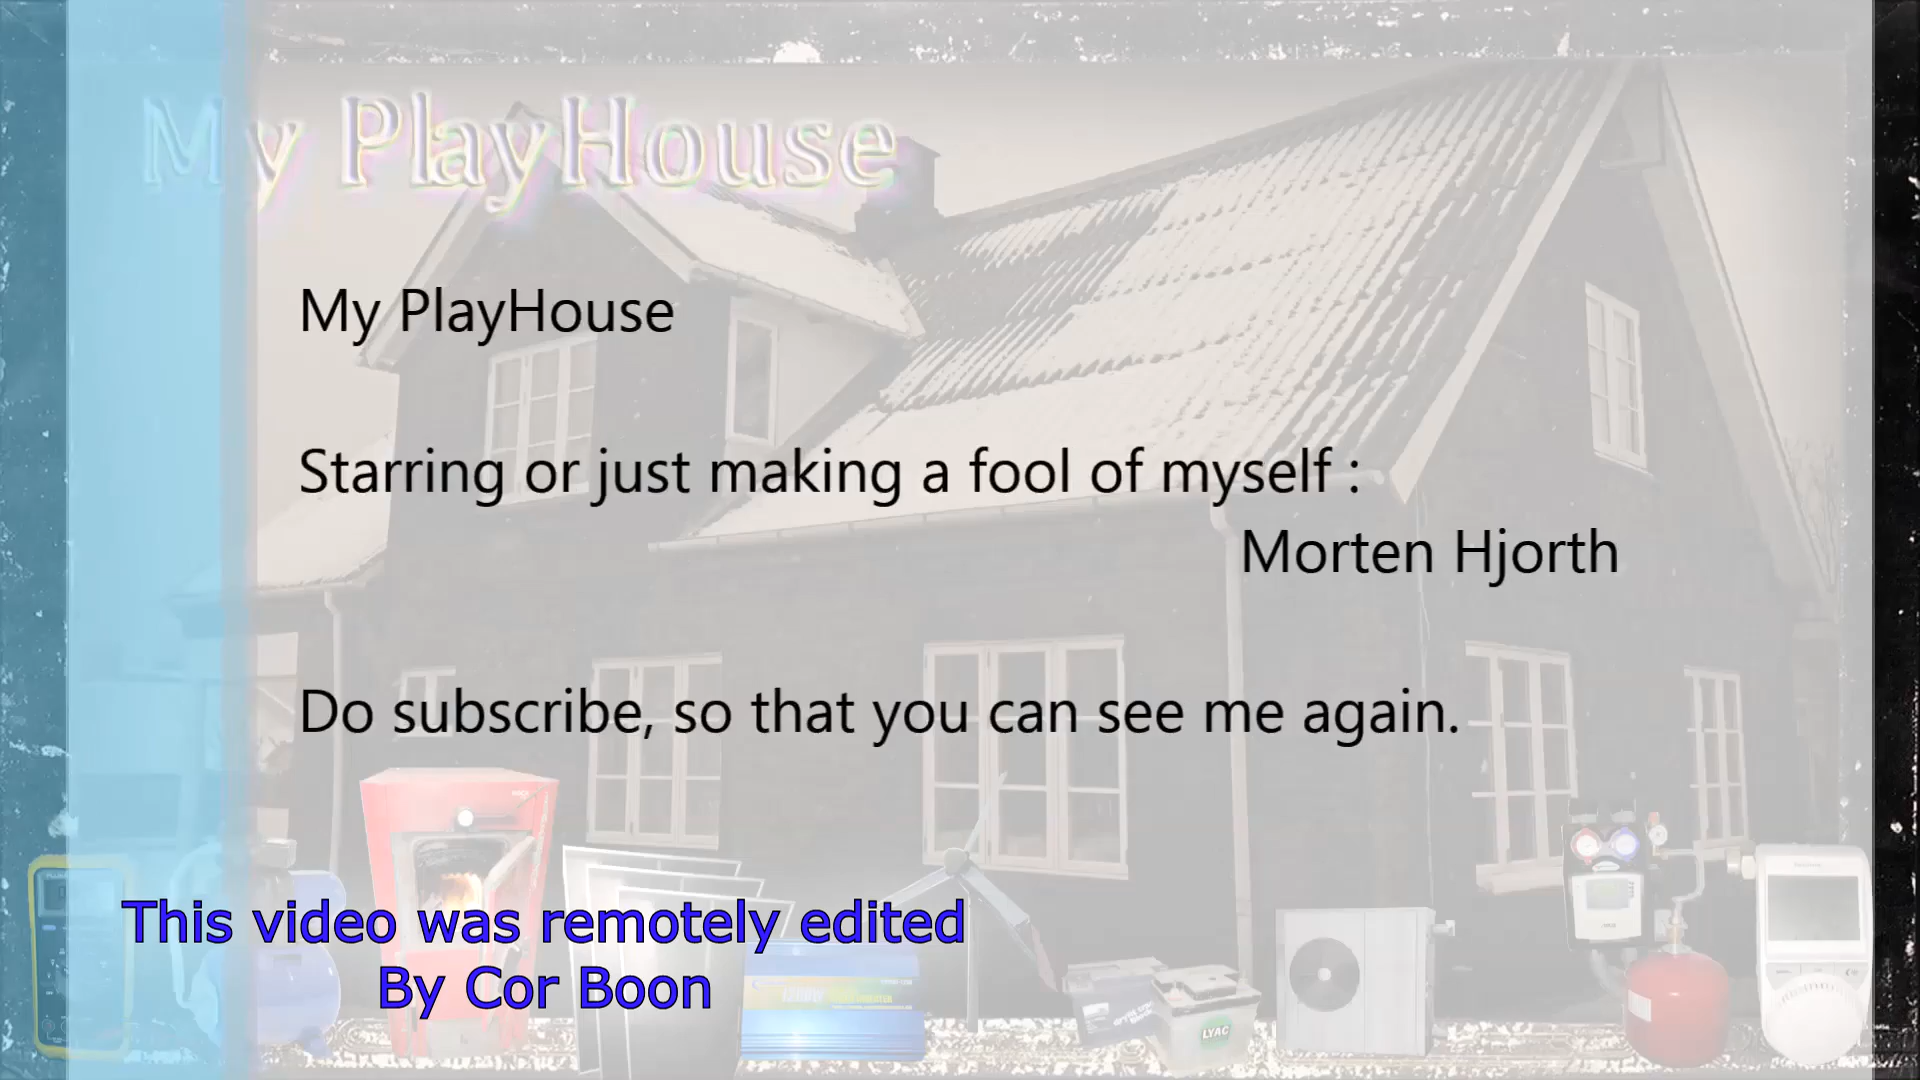 My PlayHouse
My PlayHouse
Starring or just making a fool of myself :
Morten Hjorth
Do subscribe, so that you can see me again.
This video was remotely edited
By Cor Boon
LYAC